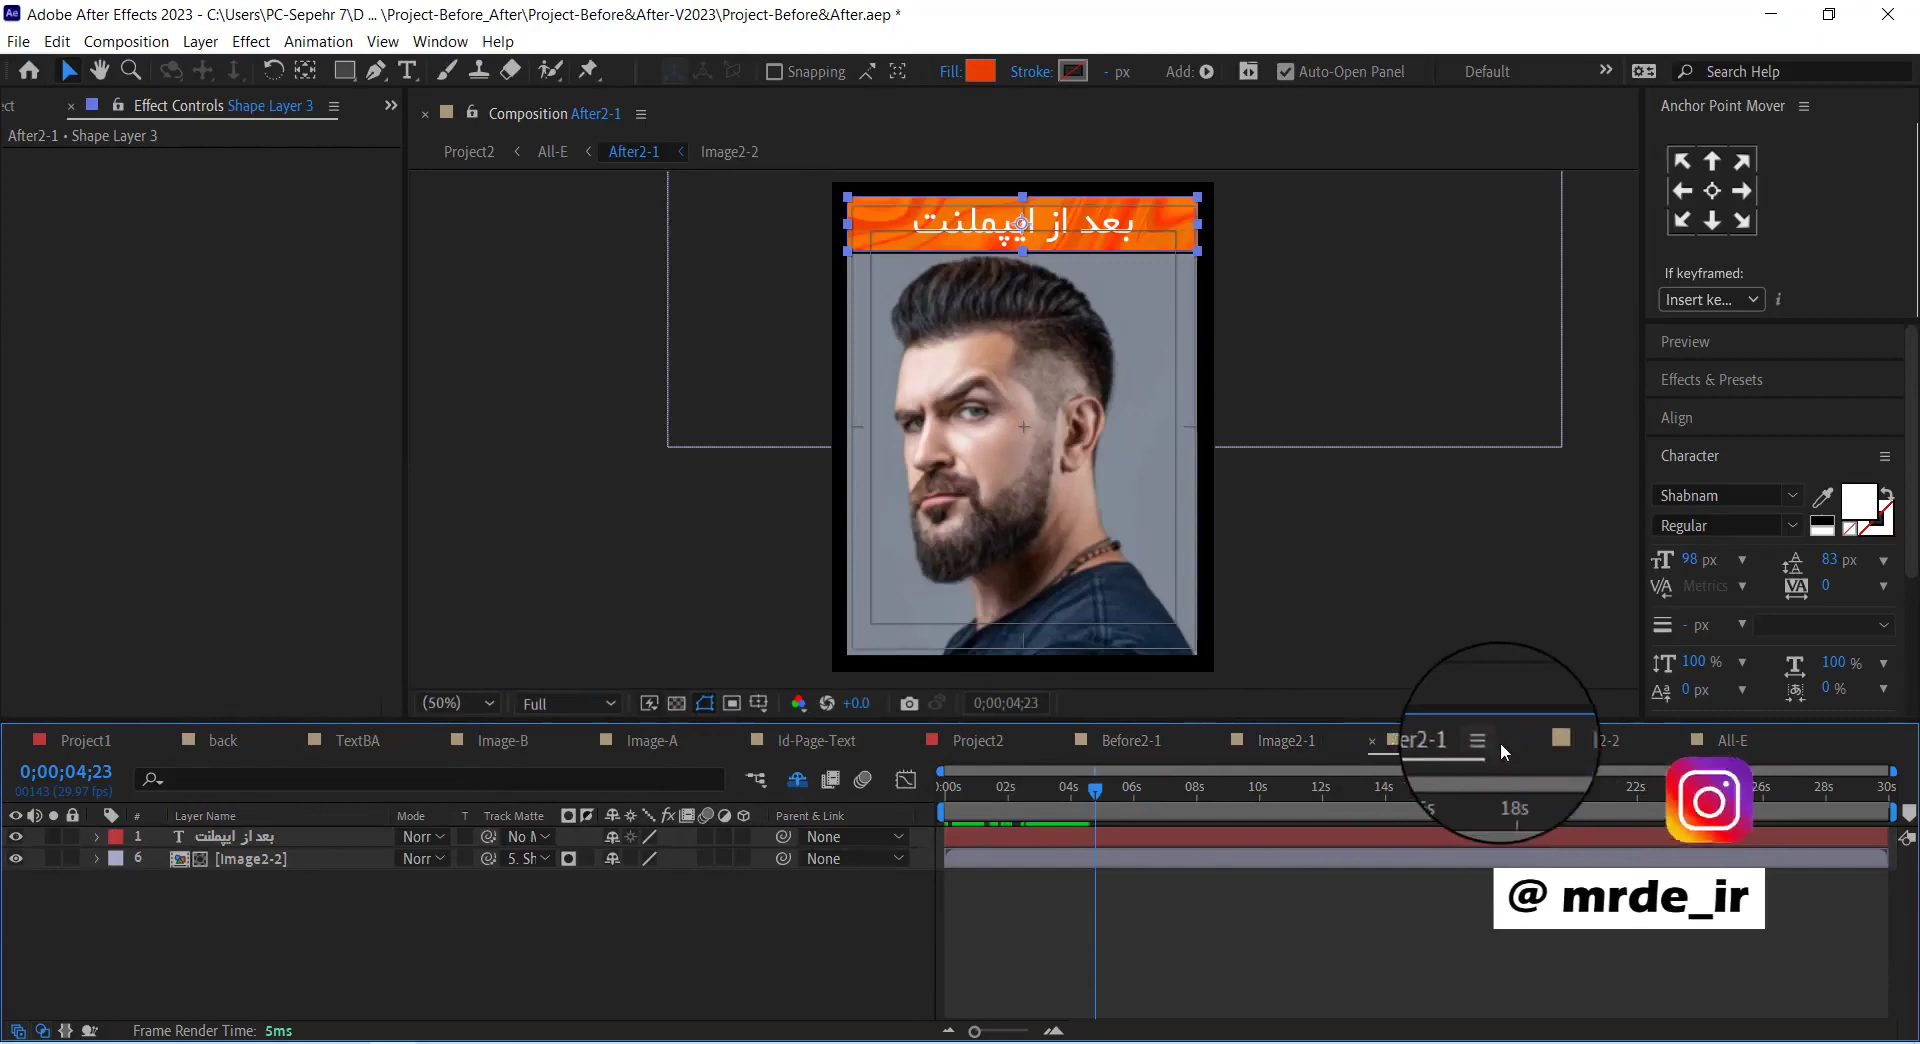 Adobe After Effects 2023 - C:\Users\PC-Sepehr 7\D ... \Project-Before_After\Project-Before&After-V2023\Project-Before&After.aep *
File Edit Composition Layer Effect Animation View Window Help
Snapping
Fill:
Stroke:
- px
Add:
Auto-Open Panel
Default
Search Help
ect
Effect Controls Shape Layer 3
After2-1 • Shape Layer 3
Composition After2-1
Project2 All-E After2-1 Image2-2
بعد از ایپملنت
(50%)
Full
+0.0
0;00;04;23
Anchor Point Mover
If keyframed:
Insert ke...
Preview
Effects & Presets
Align
Character
Shabnam
Regular
98 px
83 px
Metrics
0
- px
100 %
100 %
0 px
0 %
Project1 back TextBA Image-B Image-A Id-Page-Text Project2 Before2-1 Image2-1 er2-1 2-2 All-E
0;00;04;23
00143 (29.97 fps)
# Layer Name Mode T Track Matte Parent & Link
1 T بعد از ایپملنت Norr No M None
6 [Image2-2] Norr 5. Sh None
):00s 02s 04s 06s 08s 10s 12s 14s 18s 22s 26s 28s 30s
@ mrde_ir
Frame Render Time: 5ms